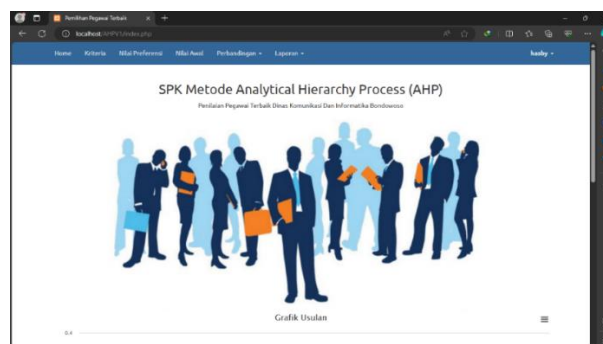 Pemilihan Pegawai Terbaik
localhost/AHPV1/index.php
Home Kriteria Nilai Preferensi Nilai Awal Perbandingan Laporan hasby
SPK Metode Analytical Hierarchy Process (AHP)
Penilaian Pegawai Terbaik Dinas Komunikasi Dan Informatika Bondowoso
Grafik Usulan
0.4